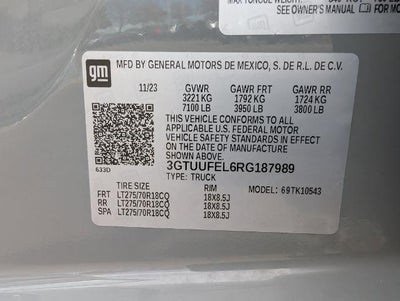 SEE OWNER'S MANUAL
gm
MFD BY GENERAL MOTORS DE MEXICO, S. DE R.L. DE C.V.
11/23 GVWR GAWR FRT GAWR RR
3221 KG 1792 KG 1724 KG
7100 LB 3950 LB 3800 LB
THIS VEHICLE CONFORMS TO ALL
APPLICABLE U.S. FEDERAL MOTOR
VEHICLE SAFETY STANDARDS IN
EFFECT ON THE DATE OF
MANUFACTURE SHOWN ABOVE.
633D
3GTUUFEL6RG187989
TYPE: TRUCK
TIRE SIZE RIM MODEL: 69TK10543
FRT LT275/70R18CQ 18X8.5J
RR LT275/70R18CQ 18X8.5J
SPA LT275/70R18CQ 18X8.5J